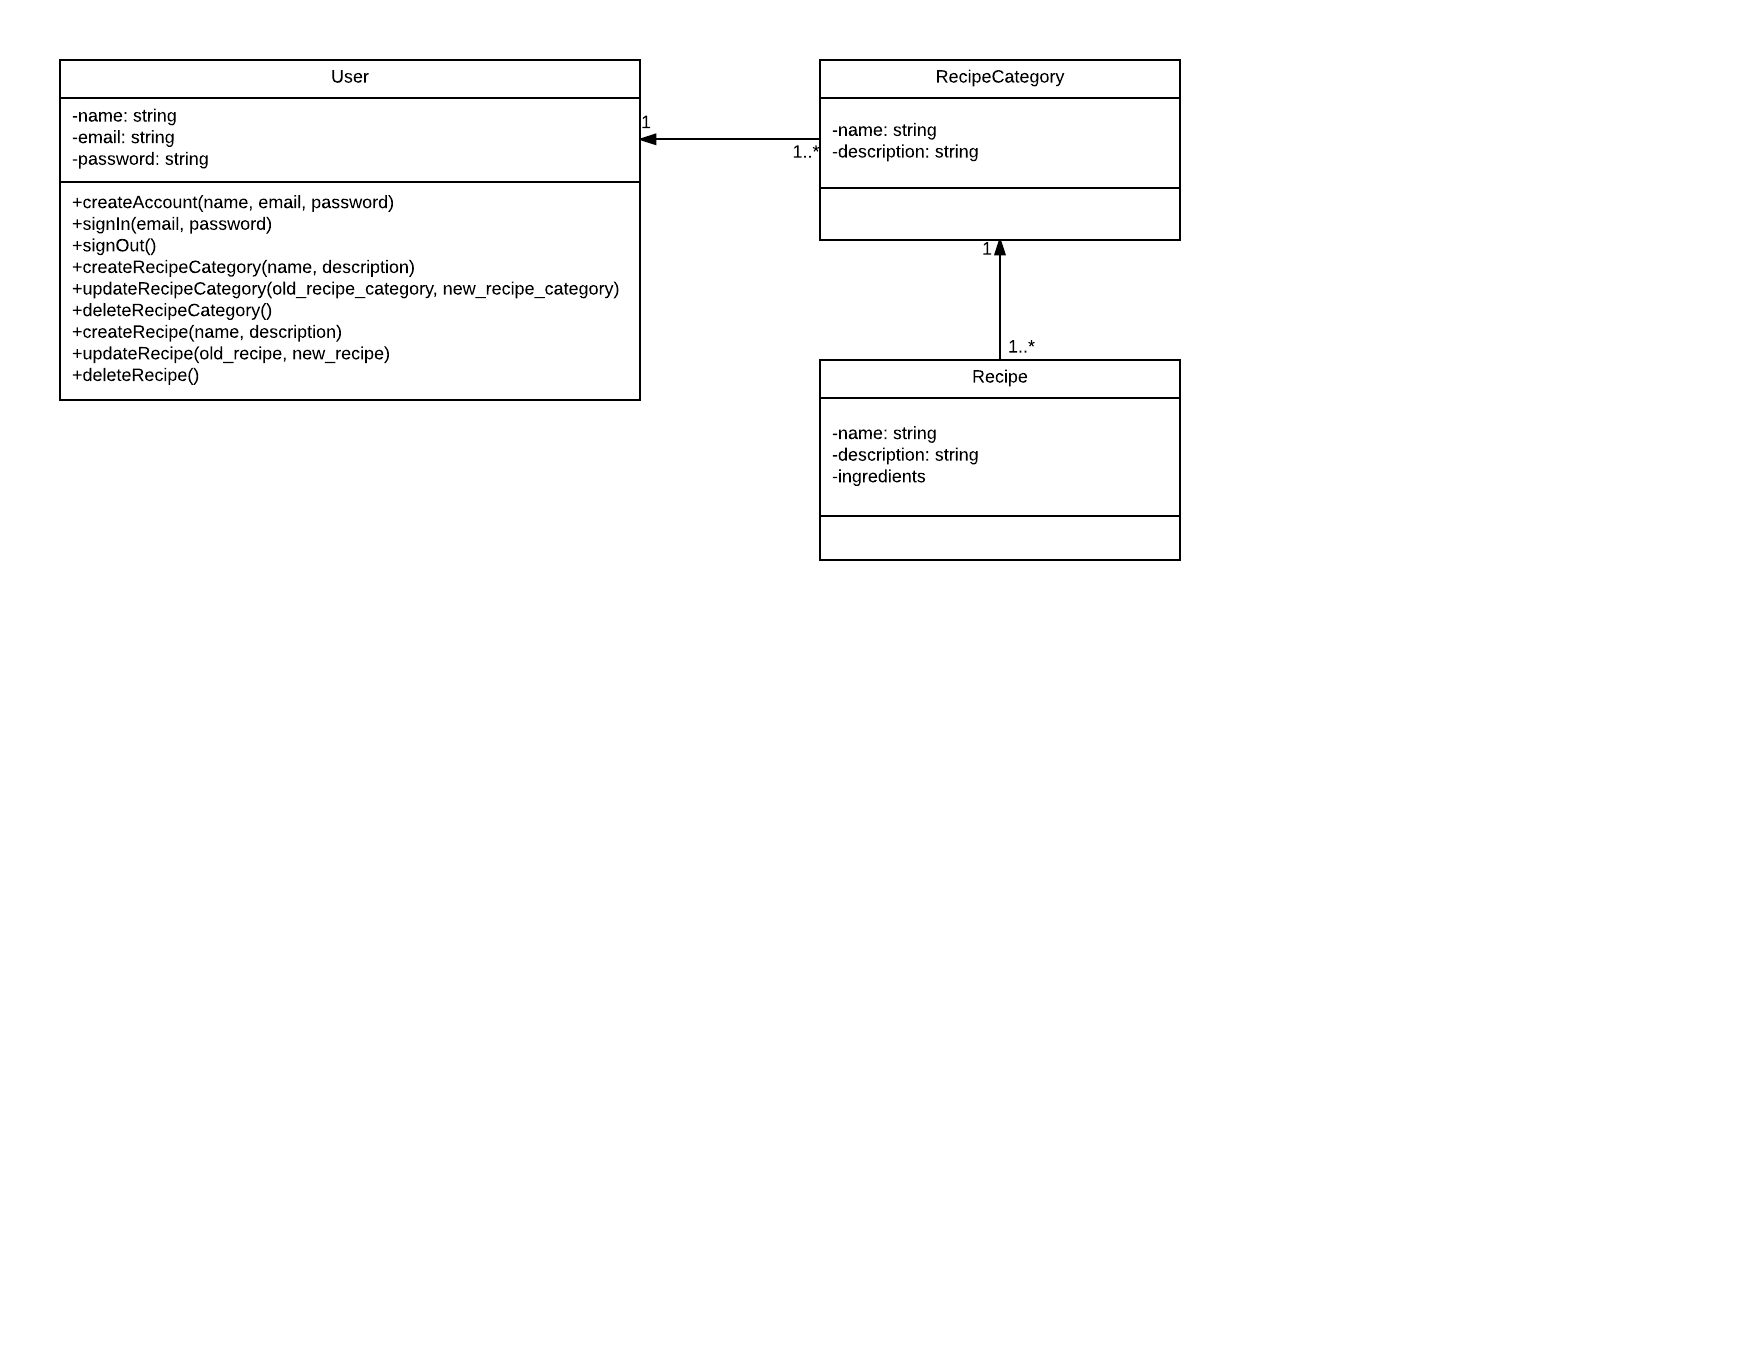 User
-name: string
-email: string
-password: string
+createAccount(name, email, password)
+signIn(email, password)
+signOut()
+createRecipeCategory(name, description)
+updateRecipeCategory(old_recipe_category, new_recipe_category)
+deleteRecipeCategory()
+createRecipe(name, description)
+updateRecipe(old_recipe, new_recipe)
+deleteRecipe()
1
1..*
RecipeCategory
-name: string
-description: string
1
1..*
Recipe
-name: string
-description: string
-ingredients